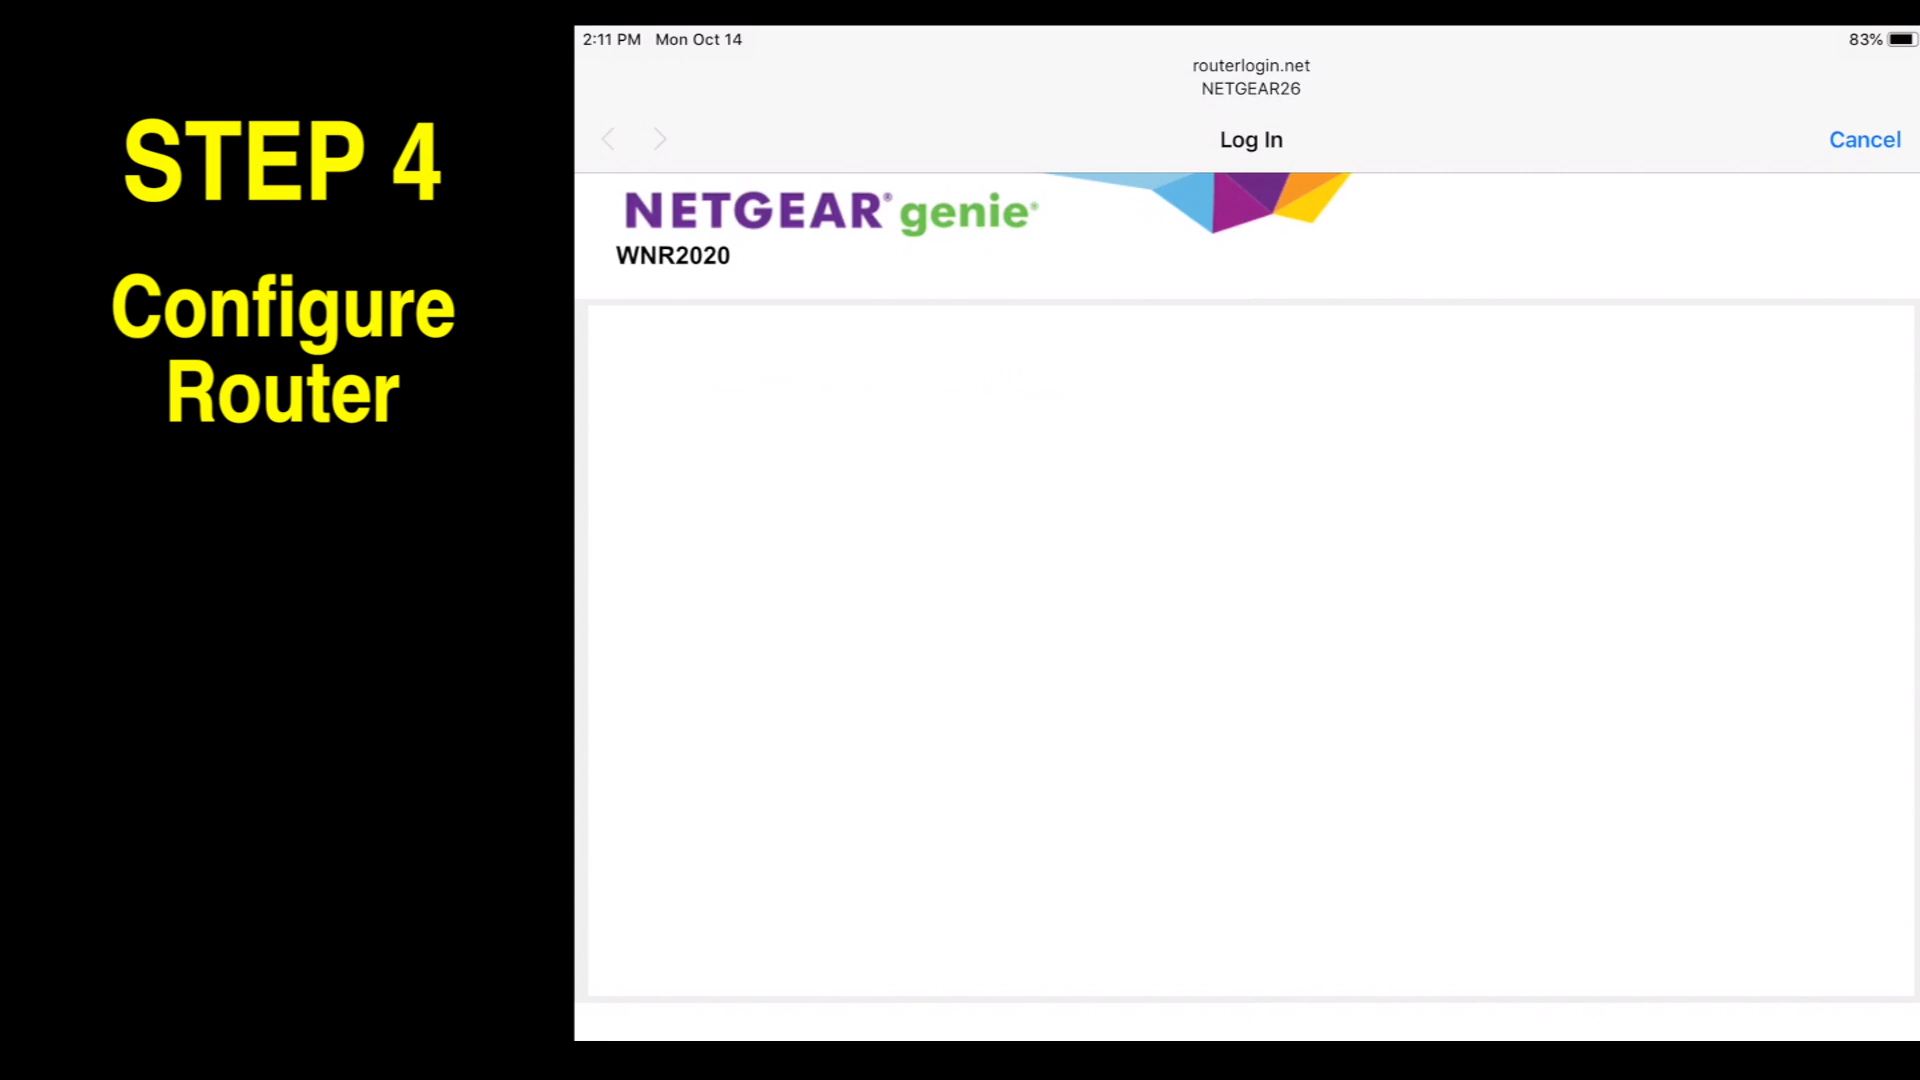 STEP 4
Configure
Router
2:11 PM Mon Oct 14
83%
routerlogin.net
NETGEAR26
Log In
Cancel
NETGEAR® genie®
WNR2020